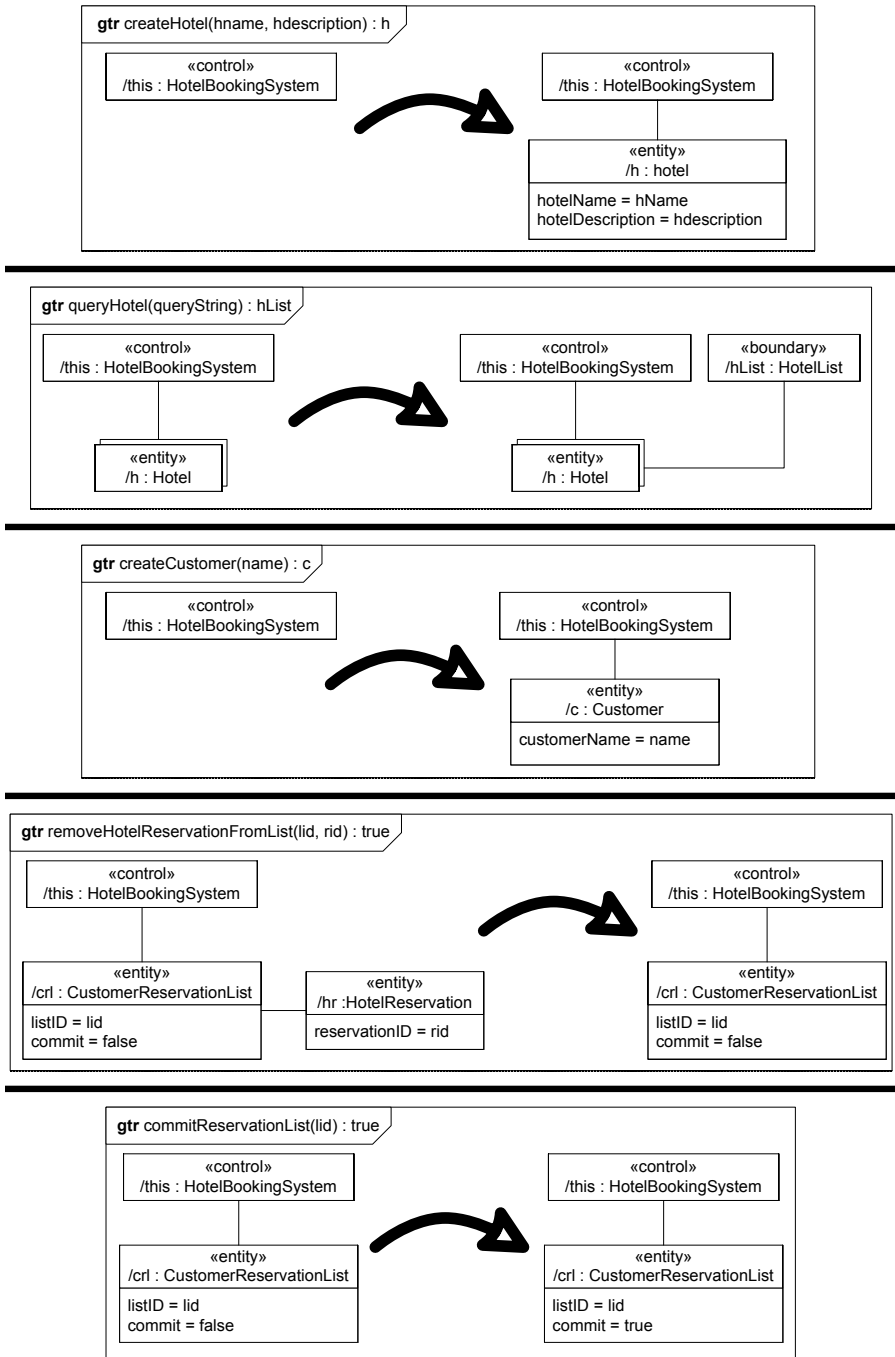 gtr createHotel(hname, hdescription) : h
«control»
/this : HotelBookingSystem
«control»
/this : HotelBookingSystem
«entity»
/h : hotel
hotelName = hName
hotelDescription = hdescription
gtr queryHotel(queryString) : hList
«control»
/this : HotelBookingSystem
«entity»
/h : Hotel
«control»
/this : HotelBookingSystem
«boundary»
/hList : HotelList
«entity»
/h : Hotel
gtr createCustomer(name) : c
«control»
/this : HotelBookingSystem
«control»
/this : HotelBookingSystem
«entity»
/c : Customer
customerName = name
gtr removeHotelReservationFromList(lid, rid) : true
«control»
/this : HotelBookingSystem
«entity»
/crl : CustomerReservationList
listID = lid
commit = false
«entity»
/hr :HotelReservation
reservationID = rid
«control»
/this : HotelBookingSystem
«entity»
/crl : CustomerReservationList
listID = lid
commit = false
gtr commitReservationList(lid) : true
«control»
/this : HotelBookingSystem
«entity»
/crl : CustomerReservationList
listID = lid
commit = false
«control»
/this : HotelBookingSystem
«entity»
/crl : CustomerReservationList
listID = lid
commit = true